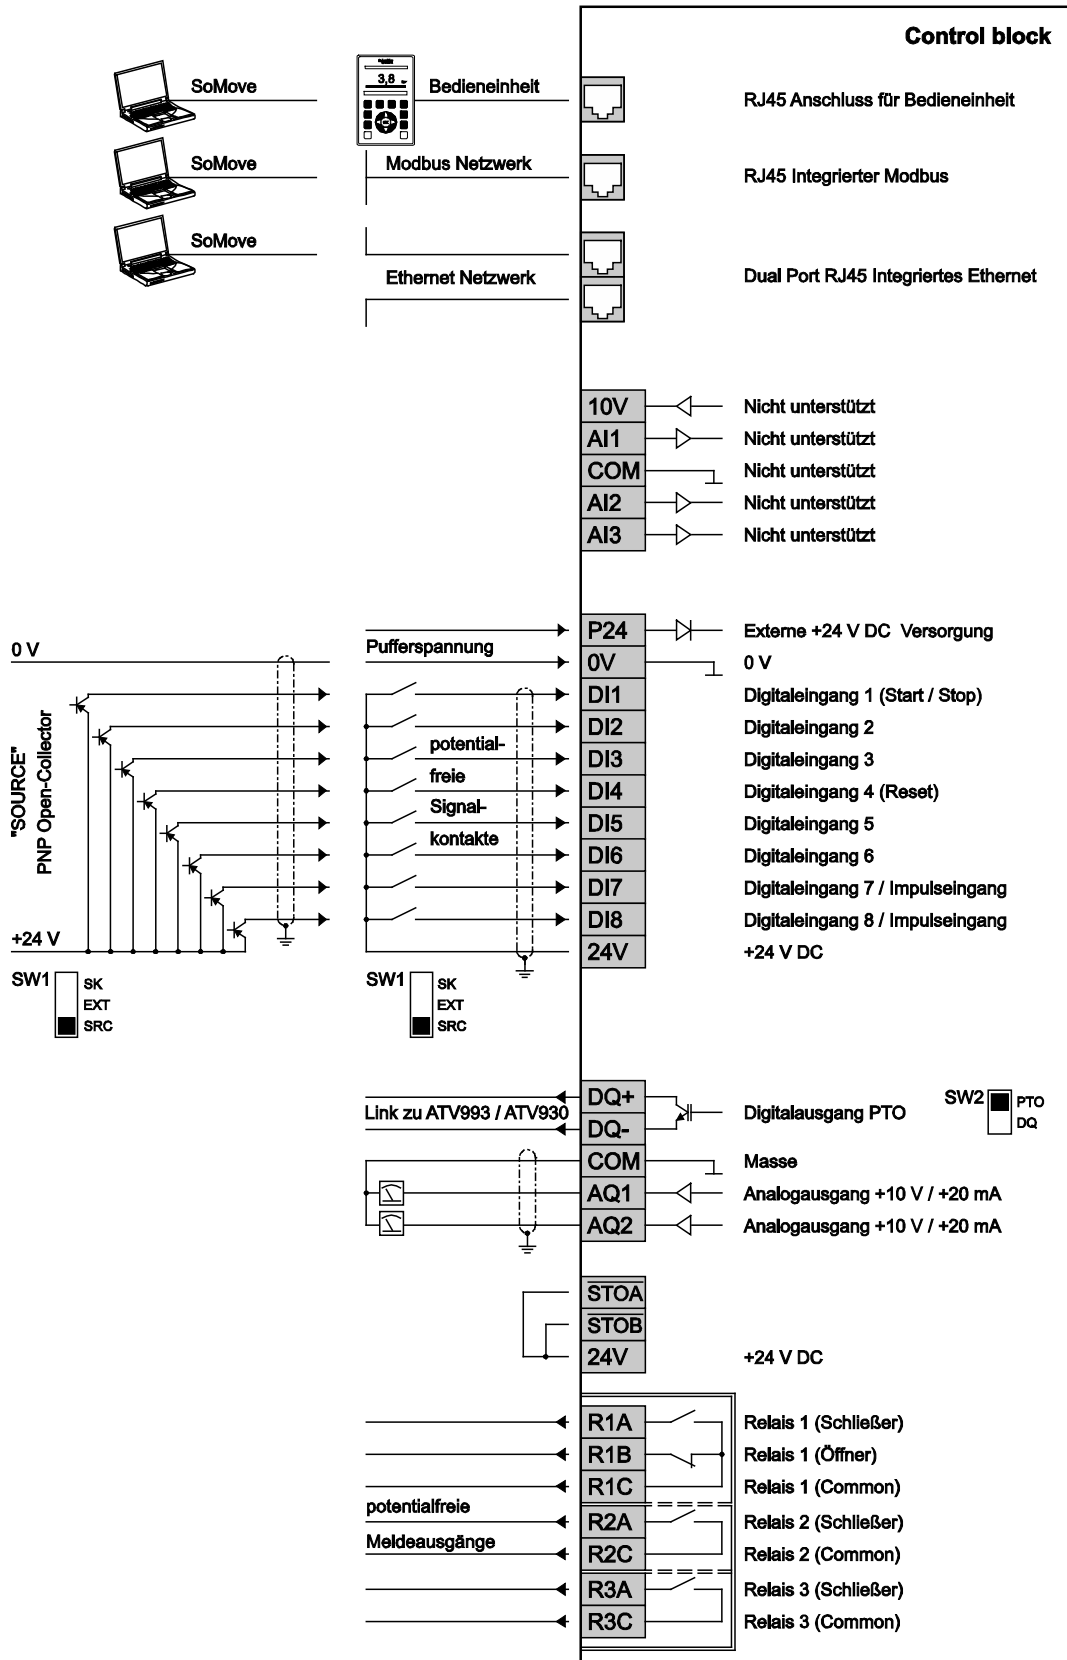 Control block
SoMove
3,8
Bedieneinheit
RJ45 Anschluss für Bedieneinheit
SoMove
Modbus Netzwerk
RJ45 Integrierter Modbus
SoMove
Ethernet Netzwerk
Dual Port RJ45 Integriertes Ethernet
10V Nicht unterstützt
AI1 Nicht unterstützt
COM Nicht unterstützt
AI2 Nicht unterstützt
AI3 Nicht unterstützt
P24 Externe +24 V DC Versorgung
0 V
Pufferspannung
0V 0 V
"SOURCE"
PNP Open-Collector
DI1 Digitaleingang 1 (Start / Stop)
DI2 Digitaleingang 2
potential-
DI3 Digitaleingang 3
freie
DI4 Digitaleingang 4 (Reset)
Signal-
DI5 Digitaleingang 5
kontakte
DI6 Digitaleingang 6
DI7 Digitaleingang 7 / Impulseingang
DI8 Digitaleingang 8 / Impulseingang
+24 V
24V +24 V DC
SW1 SK
EXT
SRC
SW1 SK
EXT
SRC
DQ+
Link zu ATV993 / ATV930
Digitalausgang PTO
SW2 PTO
DQ
DQ-
COM Masse
AQ1 Analogausgang +10 V / +20 mA
AQ2 Analogausgang +10 V / +20 mA
STOA
STOB
24V +24 V DC
R1A Relais 1 (Schließer)
R1B Relais 1 (Öffner)
R1C Relais 1 (Common)
potentialfreie
R2A Relais 2 (Schließer)
Meldeausgänge
R2C Relais 2 (Common)
R3A Relais 3 (Schließer)
R3C Relais 3 (Common)